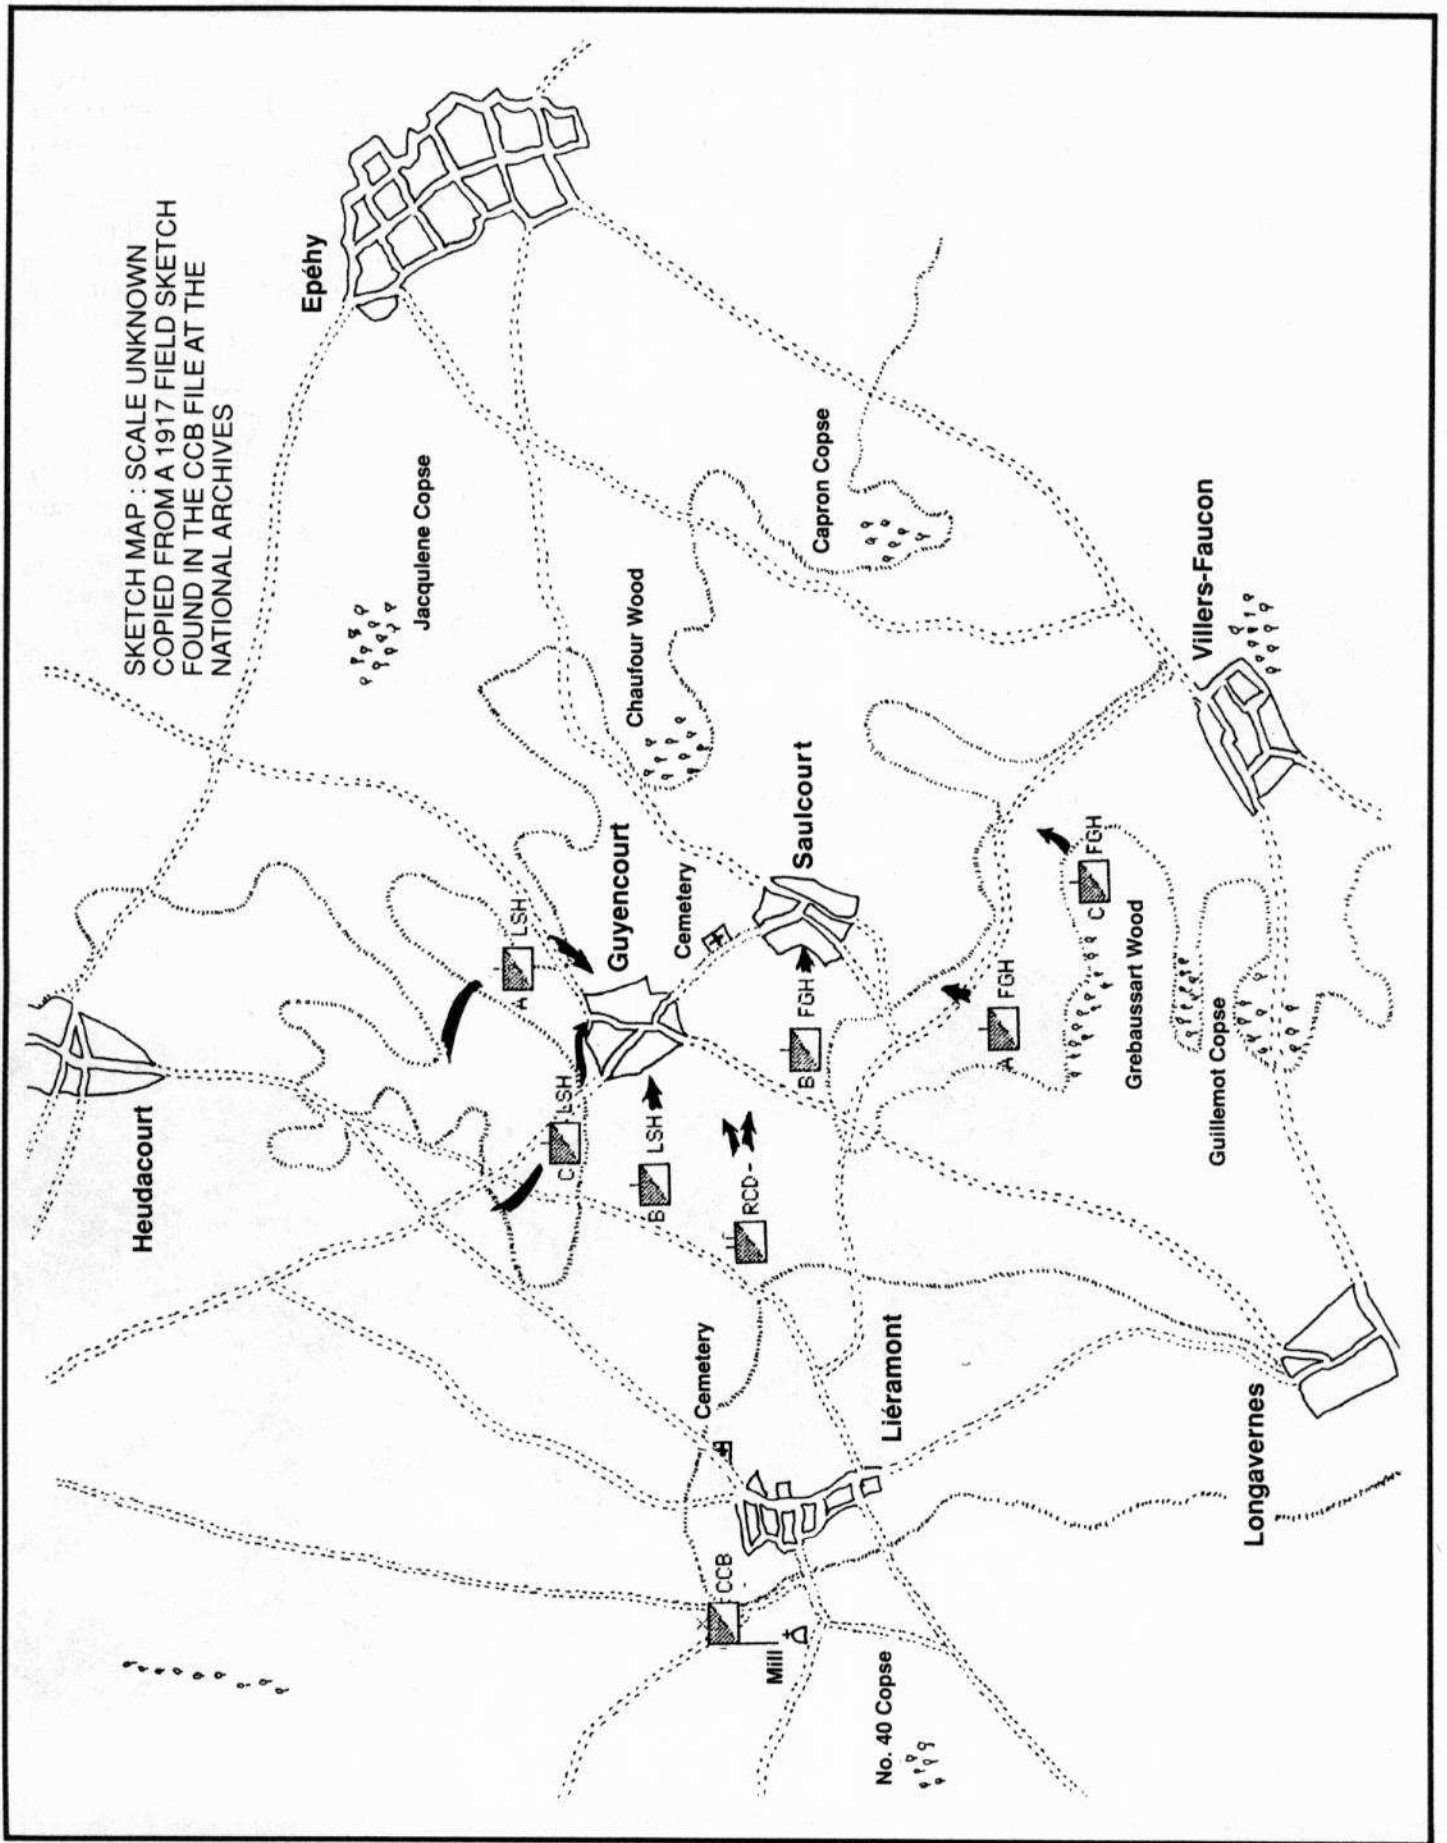 SKETCH MAP : SCALE UNKNOWN
COPIED FROM A 1917 FIELD SKETCH
FOUND IN THE CCB FILE AT THE
NATIONAL ARCHIVES
Epéhy
Jacqulene Copse
Heudacourt
Chaufour Wood
Capron Copse
A LSH
Guyencourt
Cemetery
Saulcourt
Villers-Faucon
C LSH
B LSH
RCD-
B FGH
A FGH
C FGH
Grebaussart Wood
Guillemot Copse
Cemetery
Liéramont
Longavernes
CCB
Mill
No. 40 Copse